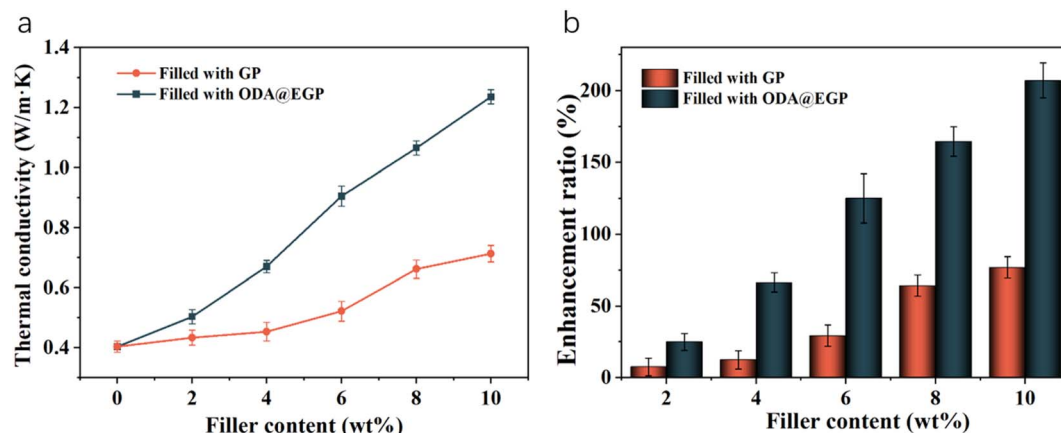 a
Thermal conductivity (W/m·K)
1.4
1.2
1.0
0.8
0.6
0.4
Filled with GP
Filled with ODA@EGP
0 2 4 6 8 10
Filler content (wt%)
b
Enhancement ratio (%)
200
150
100
50
0
Filled with GP
Filled with ODA@EGP
2 4 6 8 10
Filler content (wt%)